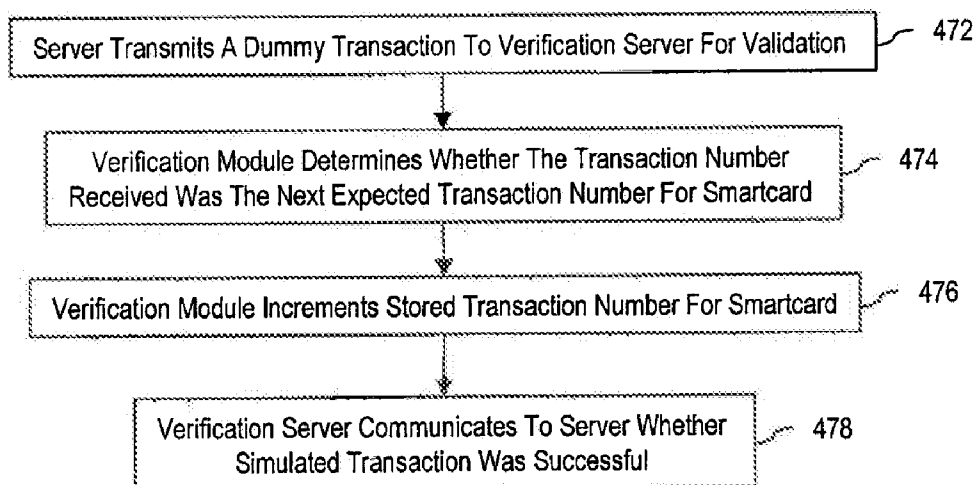 Server Transmits A Dummy Transaction To Verification Server For Validation
472
Verification Module Determines Whether The Transaction Number
Received Was The Next Expected Transaction Number For Smartcard
474
Verification Module Increments Stored Transaction Number For Smartcard
476
Verification Server Communicates To Server Whether
Simulated Transaction Was Successful
478